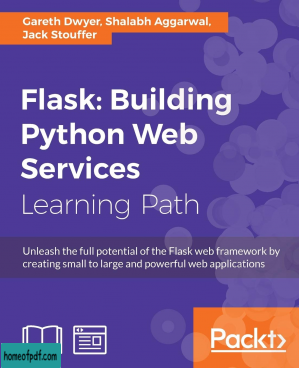 Gareth Dwyer, Shalabh Aggarwal,
Jack Stouffer
Flask: Building
Python Web
Services
Learning Path
Unleash the full potential of the Flask web framework by
creating small to large and powerful web applications
Packt>
homeofpdf.com